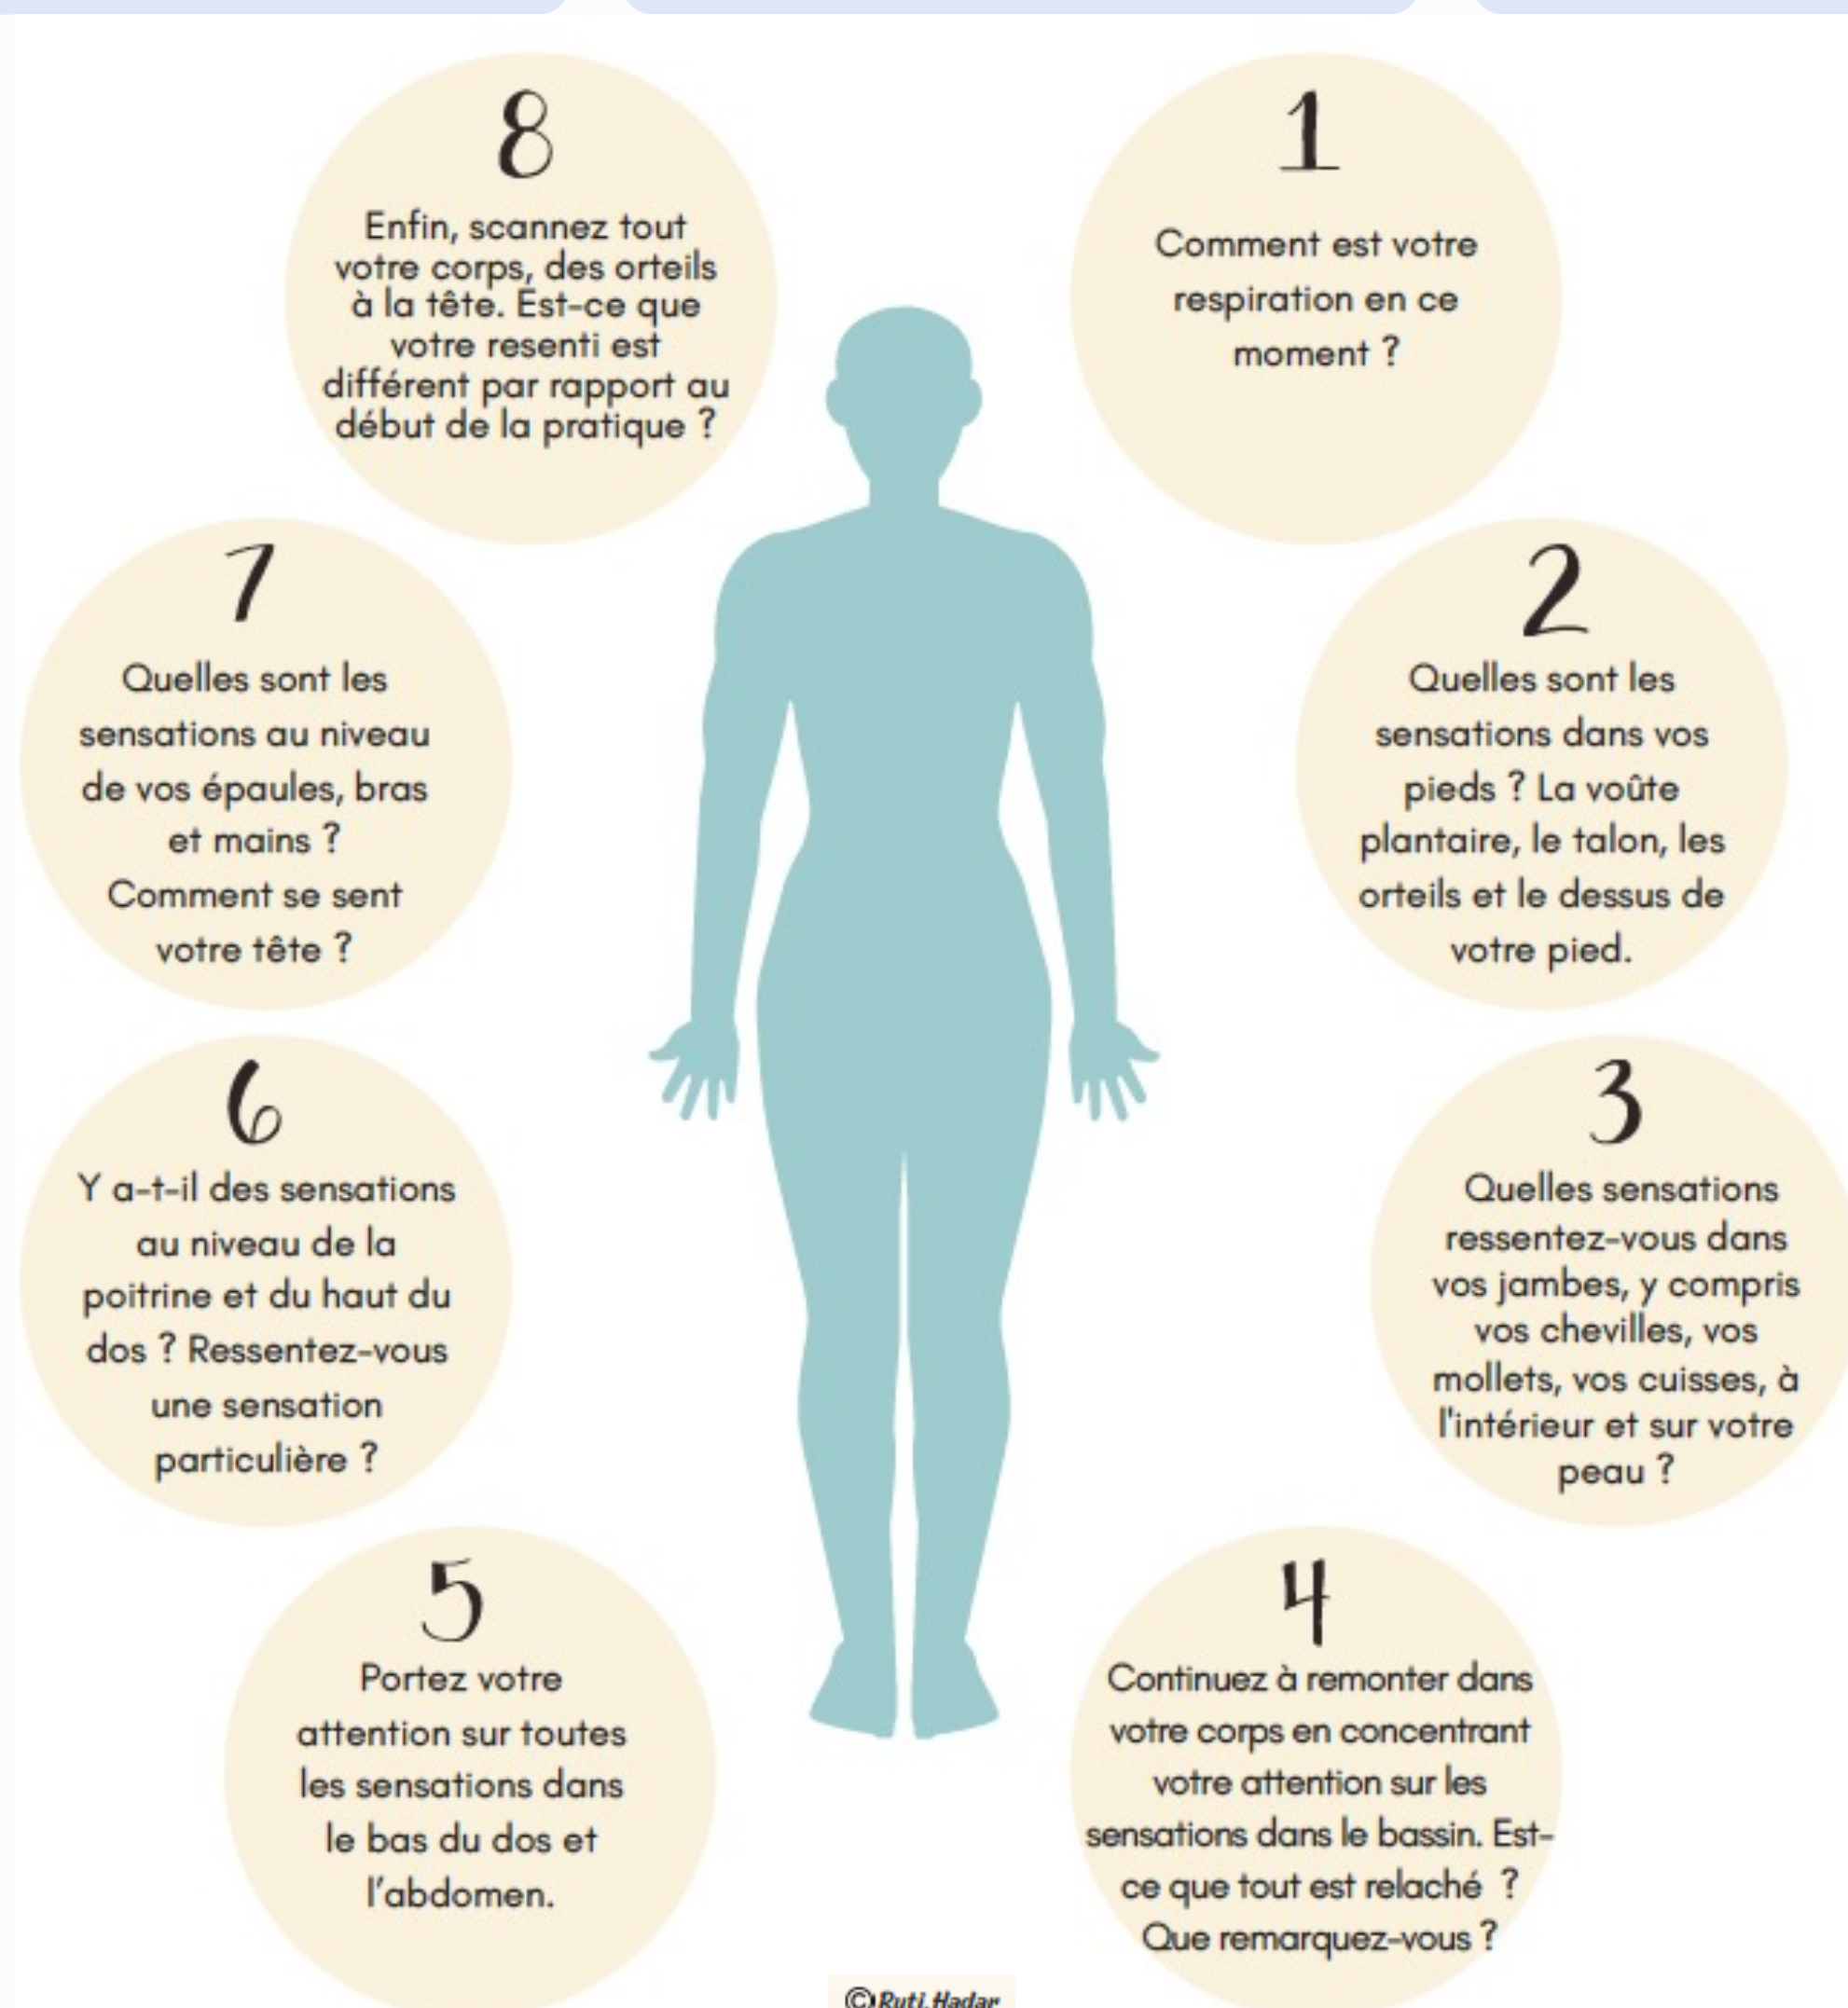 1
Comment est votre
respiration en ce
moment ?
2
Quelles sont les
sensations dans vos
pieds ? La voûte
plantaire, le talon, les
orteils et le dessus de
votre pied.
3
Quelles sensations
ressentez-vous dans
vos jambes, y compris
vos chevilles, vos
mollets, vos cuisses, à
l'intérieur et sur votre
peau ?
4
Continuez à remonter dans
votre corps en concentrant
votre attention sur les
sensations dans le bassin. Est-
ce que tout est relaché  ?
Que remarquez-vous ?
5
Portez votre
attention sur toutes
les sensations dans
le bas du dos et
l’abdomen.
6
Y a-t-il des sensations
au niveau de la
poitrine et du haut du
dos ? Ressentez-vous
une sensation
particulière ?
7
Quelles sont les
sensations au niveau
de vos épaules, bras
et mains ?
Comment se sent
votre tête ?
8
Enfin, scannez tout
votre corps, des orteils
à la tête. Est-ce que
votre resenti est
différent par rapport au
début de la pratique ?
©Ruti.Hadar